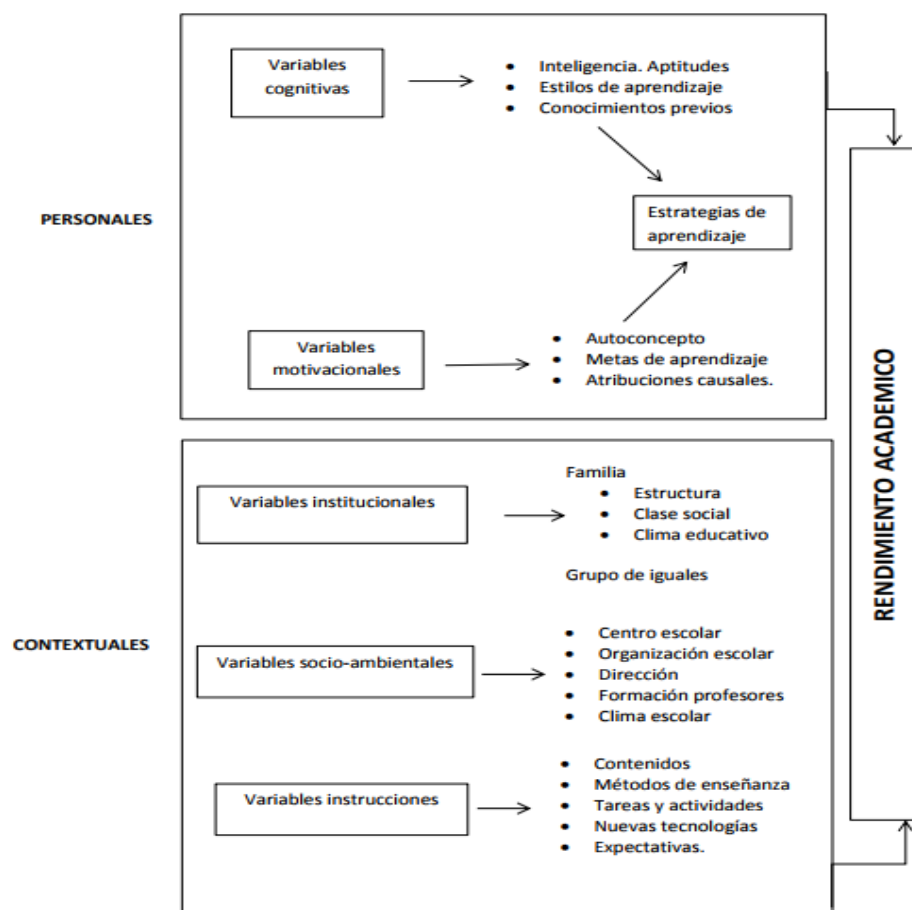 PERSONALES
Variables
cognitivas
• Inteligencia. Aptitudes
• Estilos de aprendizaje
• Conocimientos previos
Estrategias de
aprendizaje
Variables
motivacionales
• Autoconcepto
• Metas de aprendizaje
• Atribuciones causales.
CONTEXTUALES
Variables institucionales
Familia
• Estructura
• Clase social
• Clima educativo
Grupo de iguales
Variables socio-ambientales
• Centro escolar
• Organización escolar
• Dirección
• Formación profesores
• Clima escolar
Variables instrucciones
• Contenidos
• Métodos de enseñanza
• Tareas y actividades
• Nuevas tecnologías
• Expectativas.
RENDIMIENTO ACADEMICO